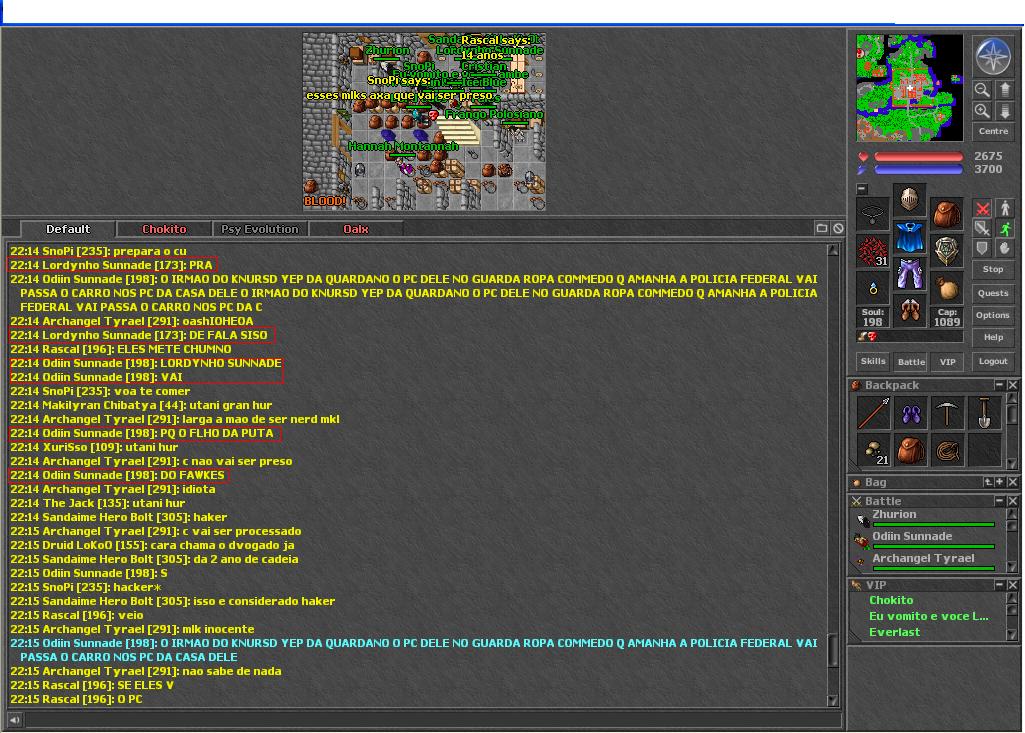 Rascal says:
Zhurion
Lordynho Sunnade
14 anos
SnoPi
Cristian
SnoPi says:
esses mlks axa que vai ser preso
Frango Polosiano
Hannah Montannah
BLOOD!
Centre
2675
3700
31
Soul:
198
Cap:
1089
Stop
Quests
Options
Help
Skills
Battle
VIP
Logout
Default
Chokito
Psy Evolution
Oalx
22:14 SnoPi [235]: prepara o cu
22:14 Lordynho Sunnade [173]: PRA
22:14 Odiin Sunnade [198]: O IRMAO DO KNURSD YEP DA QUARDANO O PC DELE NO GUARDA ROPA COMMEDO Q AMANHA A POLICIA FEDERAL VAI
PASSA O CARRO NOS PC DA CASA DELE O IRMAO DO KNURSD YEP DA QUARDANO O PC DELE NO GUARDA ROPA COMMEDO Q AMANHA A POLICIA
FEDERAL VAI PASSA O CARRO NOS PC DA C
22:14 Archangel Tyrael [291]: oashIOHEOA
22:14 Lordynho Sunnade [173]: DE FALA SISO
22:14 Rascal [196]: ELES METE CHUMNO
22:14 Odiin Sunnade [198]: LORDYNHO SUNNADE
22:14 Odiin Sunnade [198]: VAI
22:14 SnoPi [235]: voa te comer
22:14 Makilyran Chibatya [44]: utani gran hur
22:14 Archangel Tyrael [291]: larga a mao de ser nerd mkl
22:14 Odiin Sunnade [198]: PQ O FLHO DA PUTA
22:14 XuriSso [109]: utani hur
22:14 Archangel Tyrael [291]: c nao vai ser preso
22:14 Odiin Sunnade [198]: DO FAWKES
22:14 Archangel Tyrael [291]: idiota
22:14 The Jack [135]: utani hur
22:14 Sandaime Hero Bolt [305]: haker
22:15 Archangel Tyrael [291]: c vai ser processado
22:15 Druid LoKoO [155]: cara chama o dvogado ja
22:15 Sandaime Hero Bolt [305]: da 2 ano de cadeia
22:15 Odiin Sunnade [198]: S
22:15 SnoPi [235]: hacker*
22:15 Sandaime Hero Bolt [305]: isso e considerado haker
22:15 Rascal [196]: veio
22:15 Archangel Tyrael [291]: mlk inocente
22:15 Odiin Sunnade [198]: O IRMAO DO KNURSD YEP DA QUARDANO O PC DELE NO GUARDA ROPA COMMEDO Q AMANHA A POLICIA FEDERAL VAI
PASSA O CARRO NOS PC DA CASA DELE
22:15 Archangel Tyrael [291]: nao sabe de nada
22:15 Rascal [196]: SE ELES V
22:15 Rascal [196]: O PC
Backpack
21
Bag
Battle
Zhurion
Odiin Sunnade
Archangel Tyrael
VIP
Chokito
Eu vomito e voce L...
Everlast